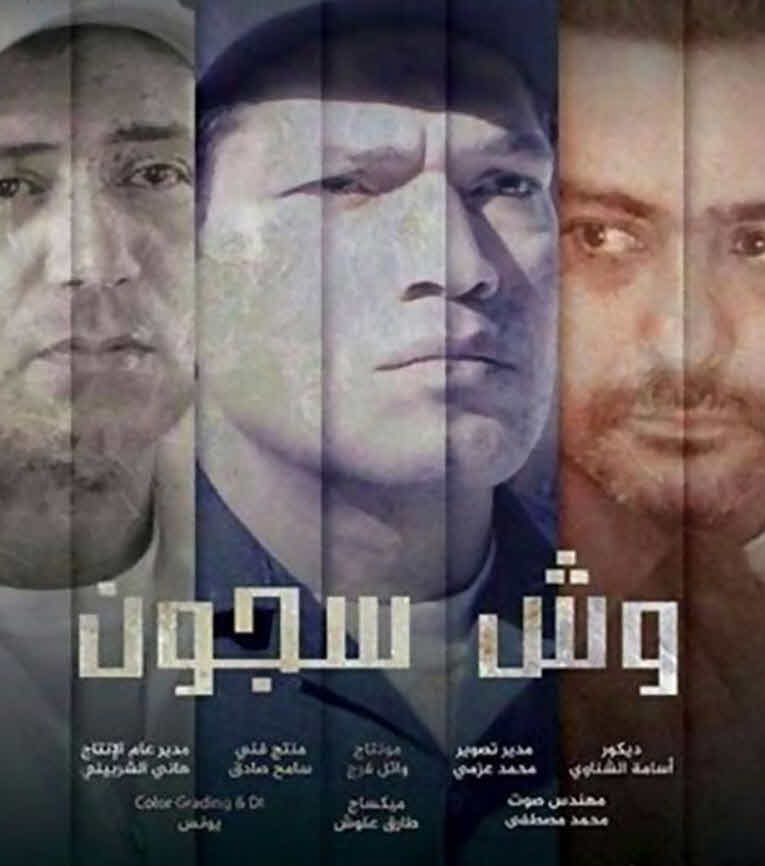 وش سجون
ديكور
أسامة الشناوي
مدير تصوير
محمد عزمي
مونتاج
وائل فرج
منتج فني
سامح صادق
مدير عام الإنتاج
هاني الشربيني
مهندس صوت
محمد مصطفى
ميكساج
طارق علوش
Color Grading & DI
يونس